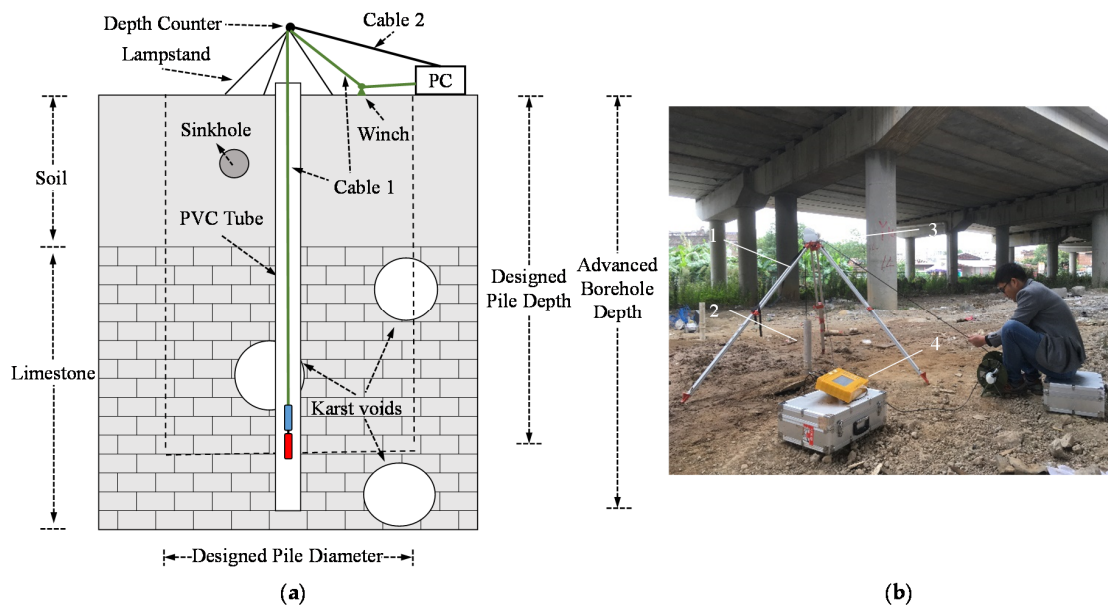 Depth Counter
Cable 2
Lampstand
PC
Sinkhole
Winch
Soil
Cable 1
PVC Tube
Designed
Pile Depth
Advanced
Borehole
Depth
Limestone
Karst voids
Designed Pile Diameter
1
2
3
4
(a)
(b)